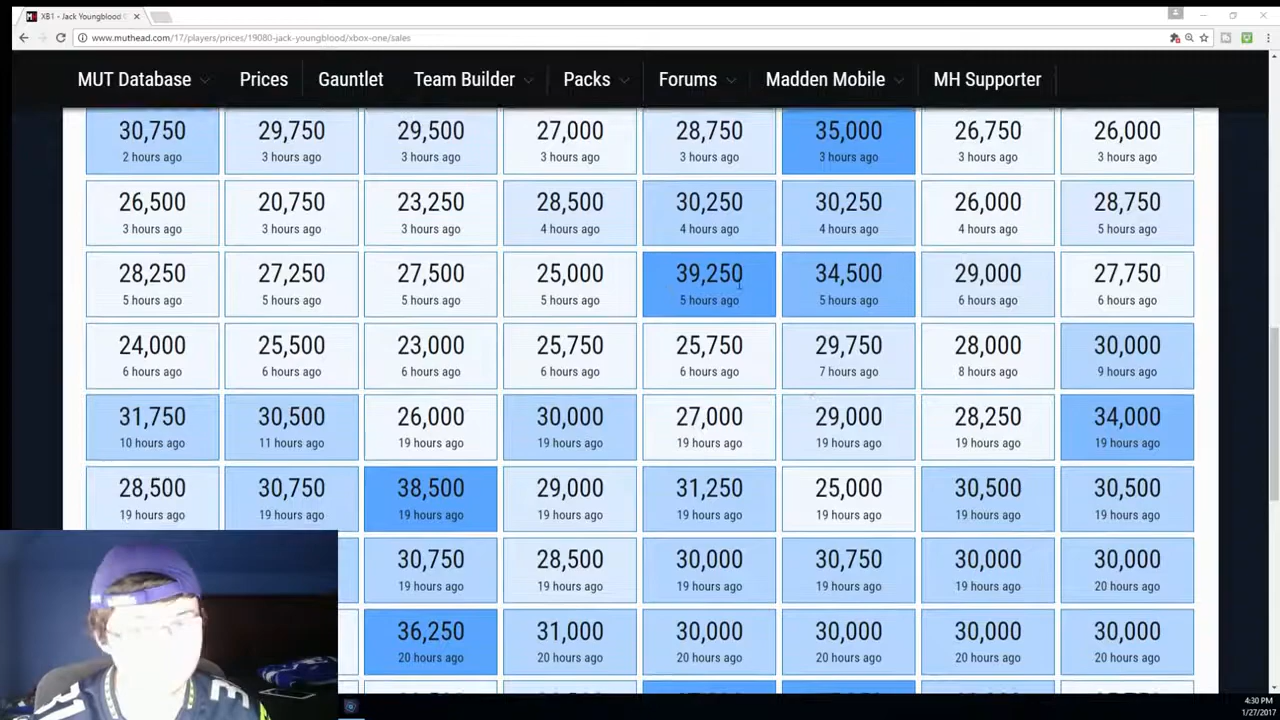 XB1 - Jack Youngblood
www.muthead.com/17/players/prices/19080-jack-youngblood/xbox-one/sales
MUT Database Prices Gauntlet Team Builder Packs Forums Madden Mobile MH Supporter
30,750 29,750 29,500 27,000 28,750 35,000 26,750 26,000
2 hours ago 3 hours ago 3 hours ago 3 hours ago 3 hours ago 3 hours ago 3 hours ago 3 hours ago
26,500 20,750 23,250 28,500 30,250 30,250 26,000 28,750
3 hours ago 3 hours ago 3 hours ago 4 hours ago 4 hours ago 4 hours ago 4 hours ago 5 hours ago
28,250 27,250 27,500 25,000 39,250 34,500 29,000 27,750
5 hours ago 5 hours ago 5 hours ago 5 hours ago 5 hours ago 5 hours ago 6 hours ago 6 hours ago
24,000 25,500 23,000 25,750 25,750 29,750 28,000 30,000
6 hours ago 6 hours ago 6 hours ago 6 hours ago 6 hours ago 7 hours ago 8 hours ago 9 hours ago
31,750 30,500 26,000 30,000 27,000 29,000 28,250 34,000
10 hours ago 11 hours ago 19 hours ago 19 hours ago 19 hours ago 19 hours ago 19 hours ago 19 hours ago
28,500 30,750 38,500 29,000 31,250 25,000 30,500 30,500
19 hours ago 19 hours ago 19 hours ago 19 hours ago 19 hours ago 19 hours ago 19 hours ago 19 hours ago
30,750 28,500 30,000 30,750 30,000 30,000
19 hours ago 19 hours ago 19 hours ago 19 hours ago 19 hours ago 20 hours ago
36,250 31,000 30,000 30,000 30,000 30,000
20 hours ago 20 hours ago 20 hours ago 20 hours ago 20 hours ago 20 hours ago
4:30 PM
1/27/2017